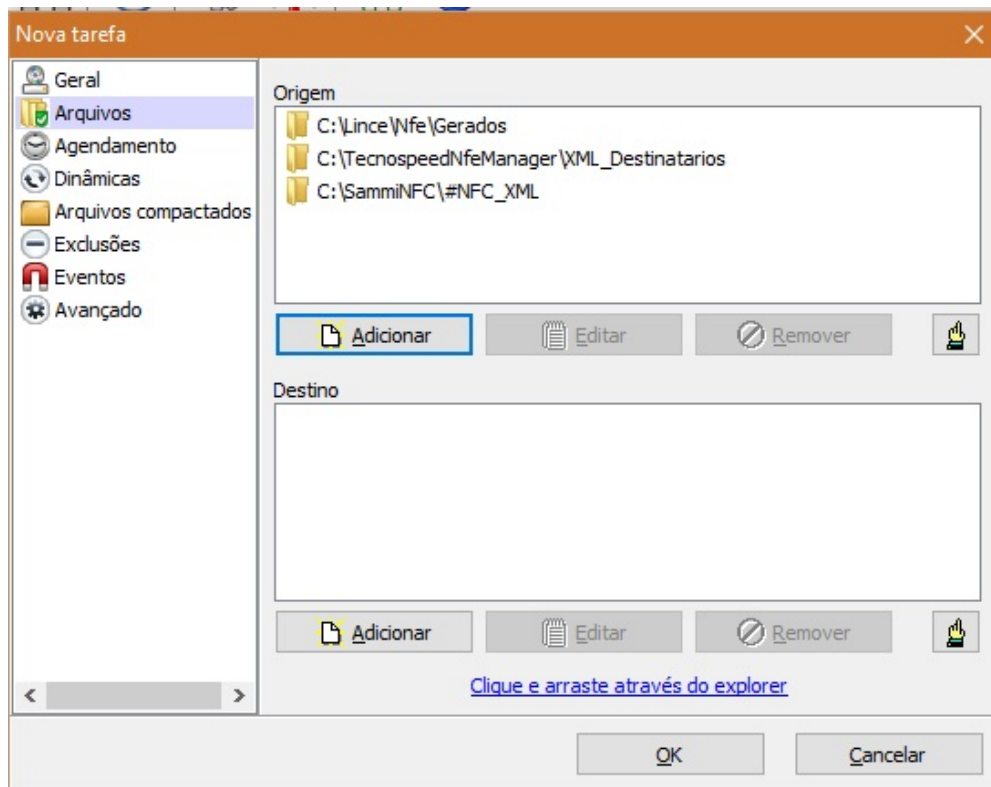 Nova tarefa
Geral
Arquivos
Agendamento
Dinâmicas
Arquivos compactados
Exclusões
Eventos
Avançado
Origem
C:\Lince\Nfe\Gerados
C:\TecnospeedNfeManager\XML_Destinatarios
C:\SammiNFC\#NFC_XML
Adicionar Editar Remover
Destino
Adicionar Editar Remover
Clique e arraste através do explorer
OK Cancelar